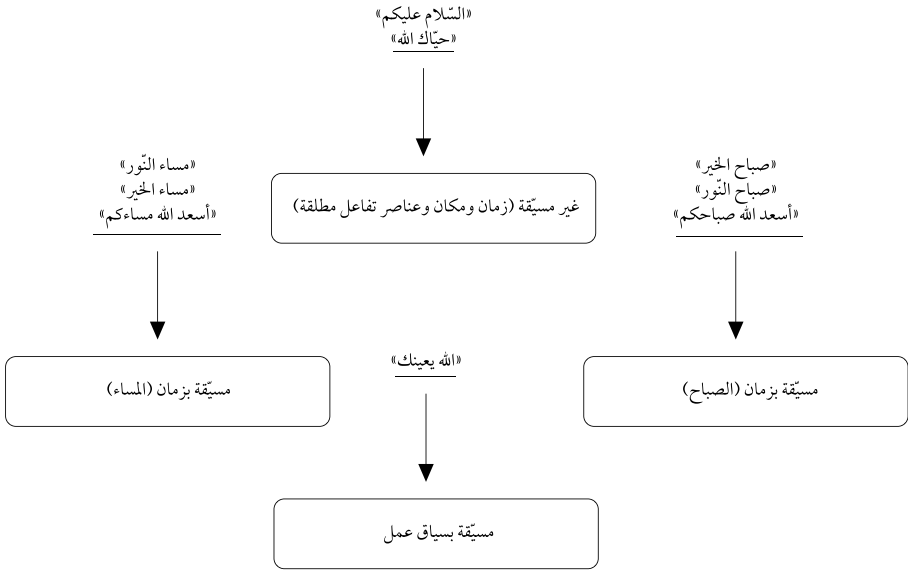 «السّلام عليكم»
«حيّاك الله»
غير مسيّقة (زمان ومكان وعناصر تفاعل مطلقة)
«صباح الخير»
«صباح النّور»
«أسعد الله صباحكم»
مسيّقة بزمان (الصباح)
«مساء النّور»
«مساء الخير»
«أسعد الله مساءكم»
مسيّقة بزمان (المساء)
«الله يعينك»
مسيّقة بسياق عمل